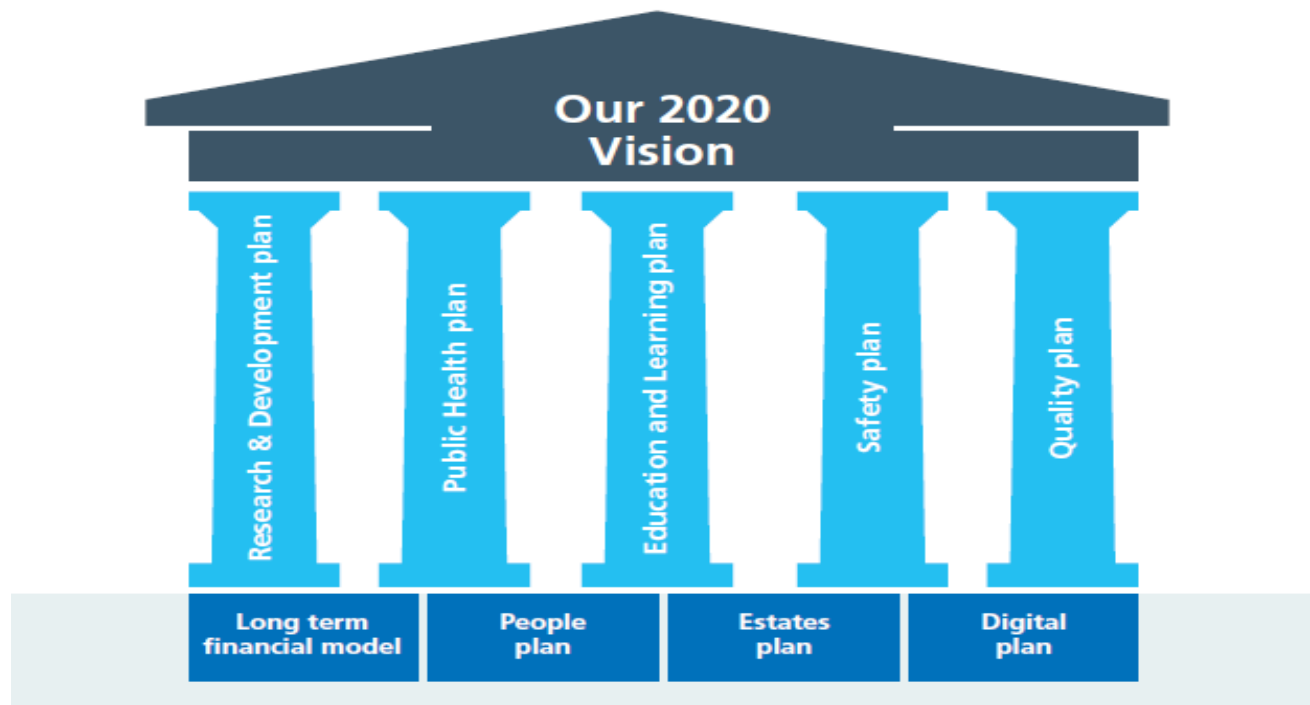 Our 2020
Vision
Research & Development plan
Public Health plan
Education and Learning plan
Safety plan
Quality plan
Long term
financial model
People
plan
Estates
plan
Digital
plan